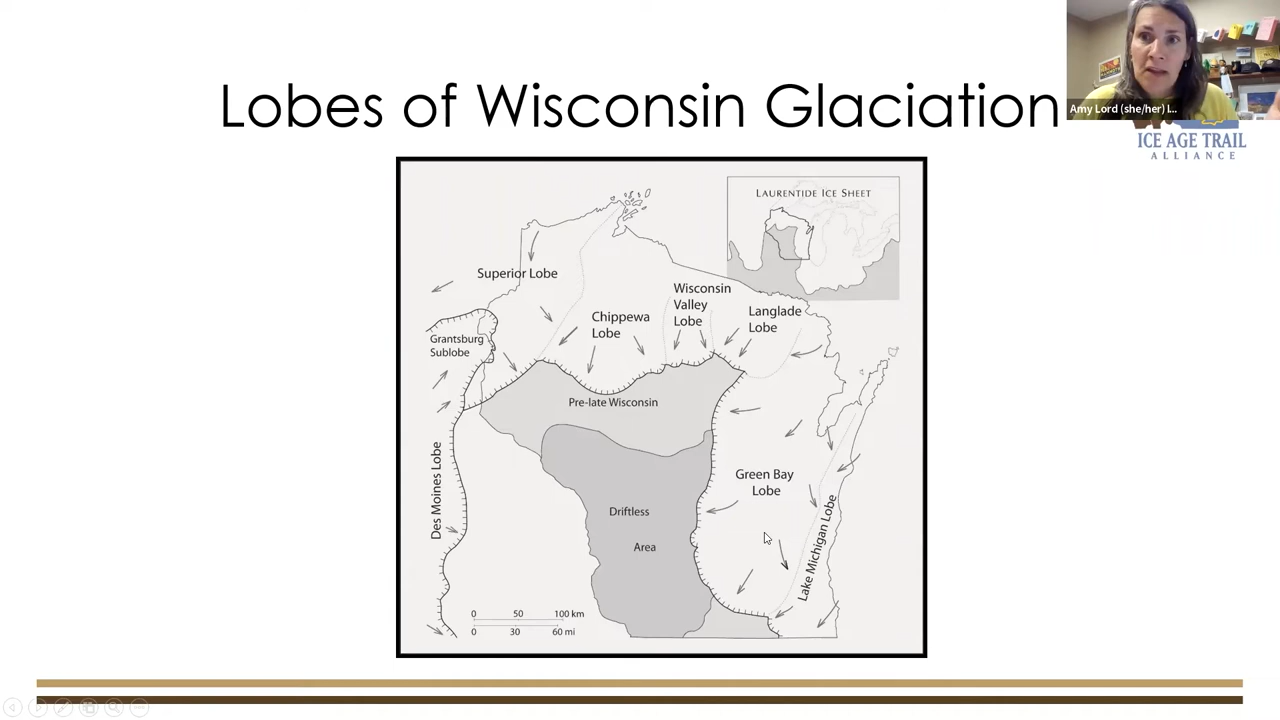 Lobes of Wisconsin Glaciation
Amy Lord (she/her) I...
ICE AGE TRAIL
ALLIANCE
LAURENTIDE ICE SHEET
Superior Lobe
Wisconsin
Valley
Lobe
Chippewa
Lobe
Langlade
Lobe
Grantsburg
Sublobe
Pre-late Wisconsin
Des Moines Lobe
Green Bay
Lobe
Driftless
Area
Lake Michigan Lobe
0 50 100 km
0 30 60 mi